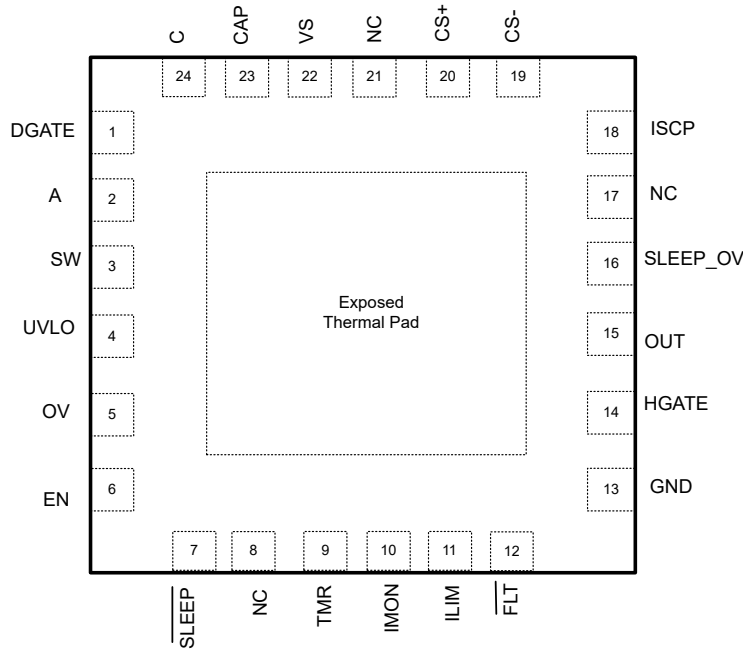 C
CAP
VS
NC
CS+
CS-
24
23
22
21
20
19
DGATE
1
18
ISCP
A
2
17
NC
SW
3
16
SLEEP_OV
UVLO
4
15
OUT
Exposed
Thermal Pad
OV
5
14
HGATE
EN
6
13
GND
7
8
9
10
11
12
SLEEP
NC
TMR
IMON
ILIM
FLT